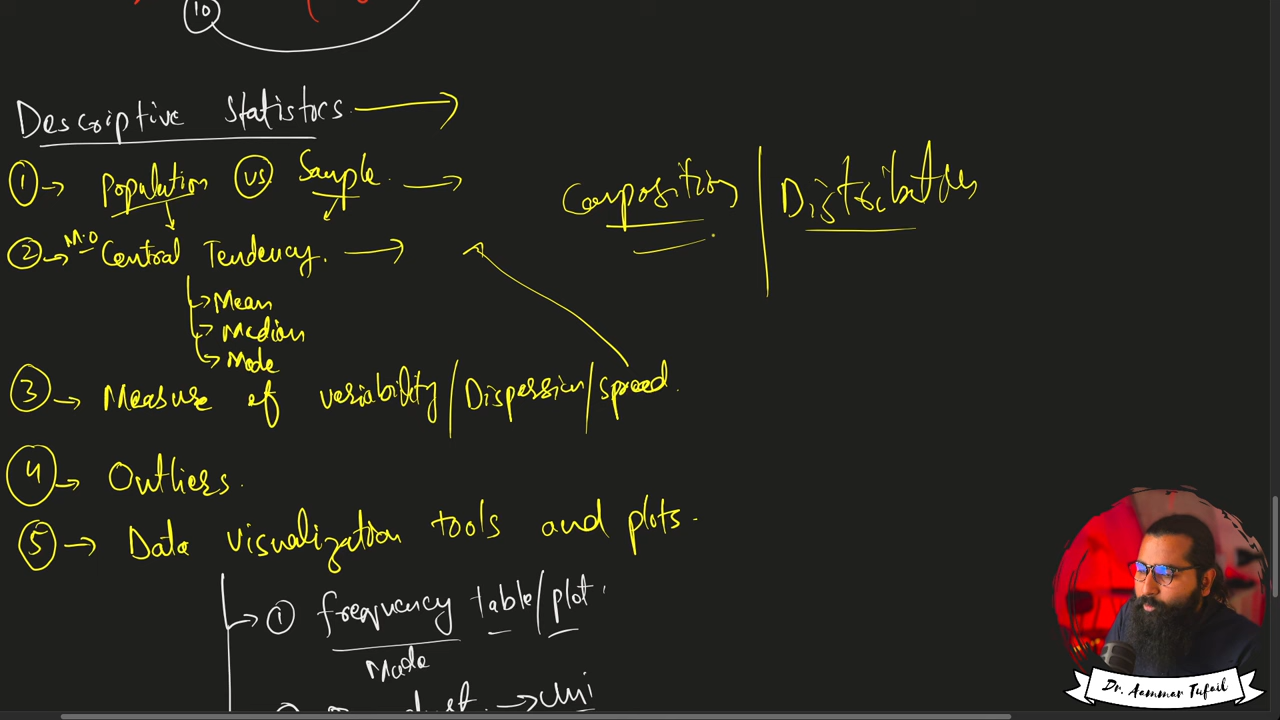 10
Descriptive Statistics →
① → Population vs Sample. →
② → M.O Central Tendency. →
→ Mean
→ Median
→ Mode
③ → Measure of variability/Dispersion/spread.
④ → Outliers.
⑤ → Data visualization tools and plots.
→ ① frequency table/plot.
Mode
Composition | Distribution
Dr. Aammar Tufail